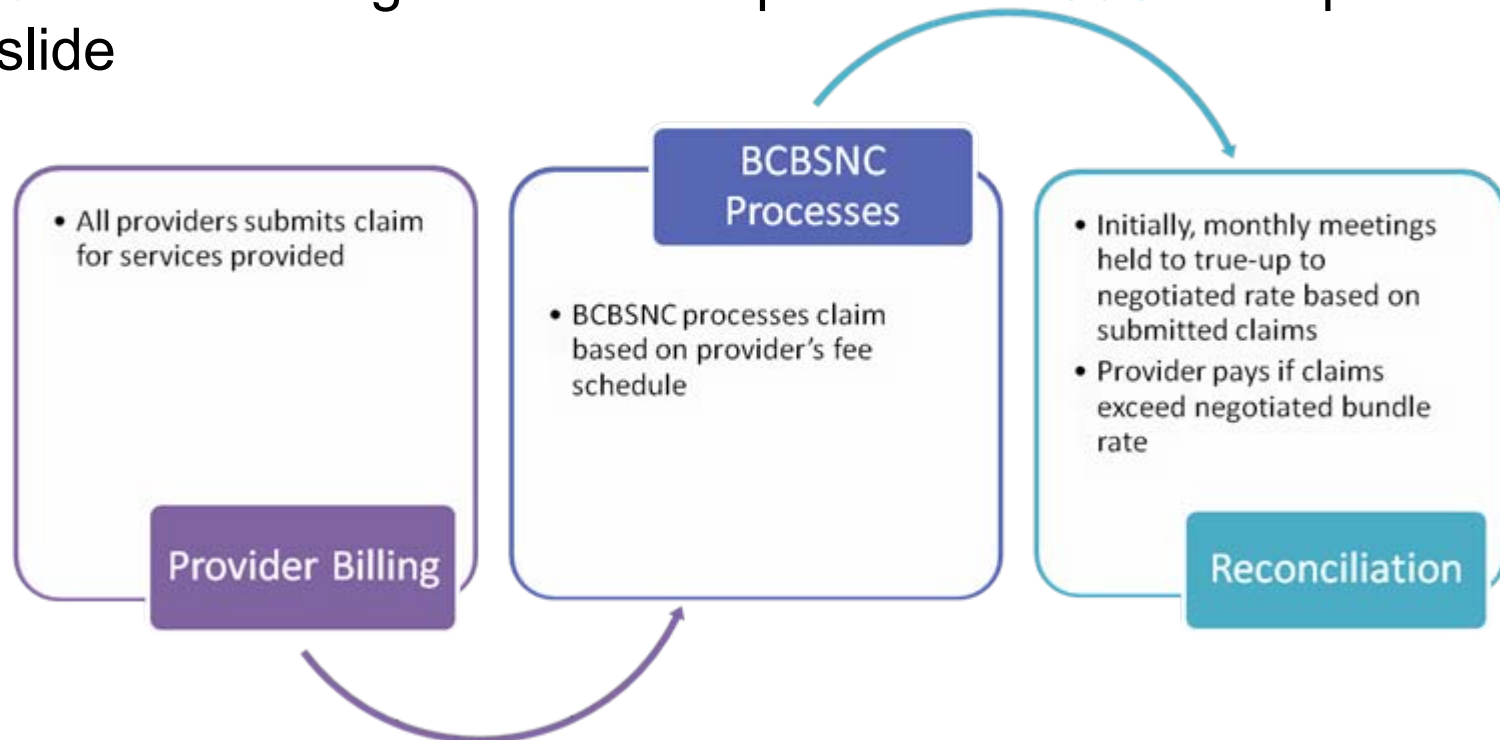 slide
• All providers submits claim
for services provided
Provider Billing
BCBSNC
Processes
• BCBSNC processes claim
based on provider's fee
schedule
• Initially, monthly meetings
held to true-up to
negotiated rate based on
submitted claims
• Provider pays if claims
exceed negotiated bundle
rate
Reconciliation